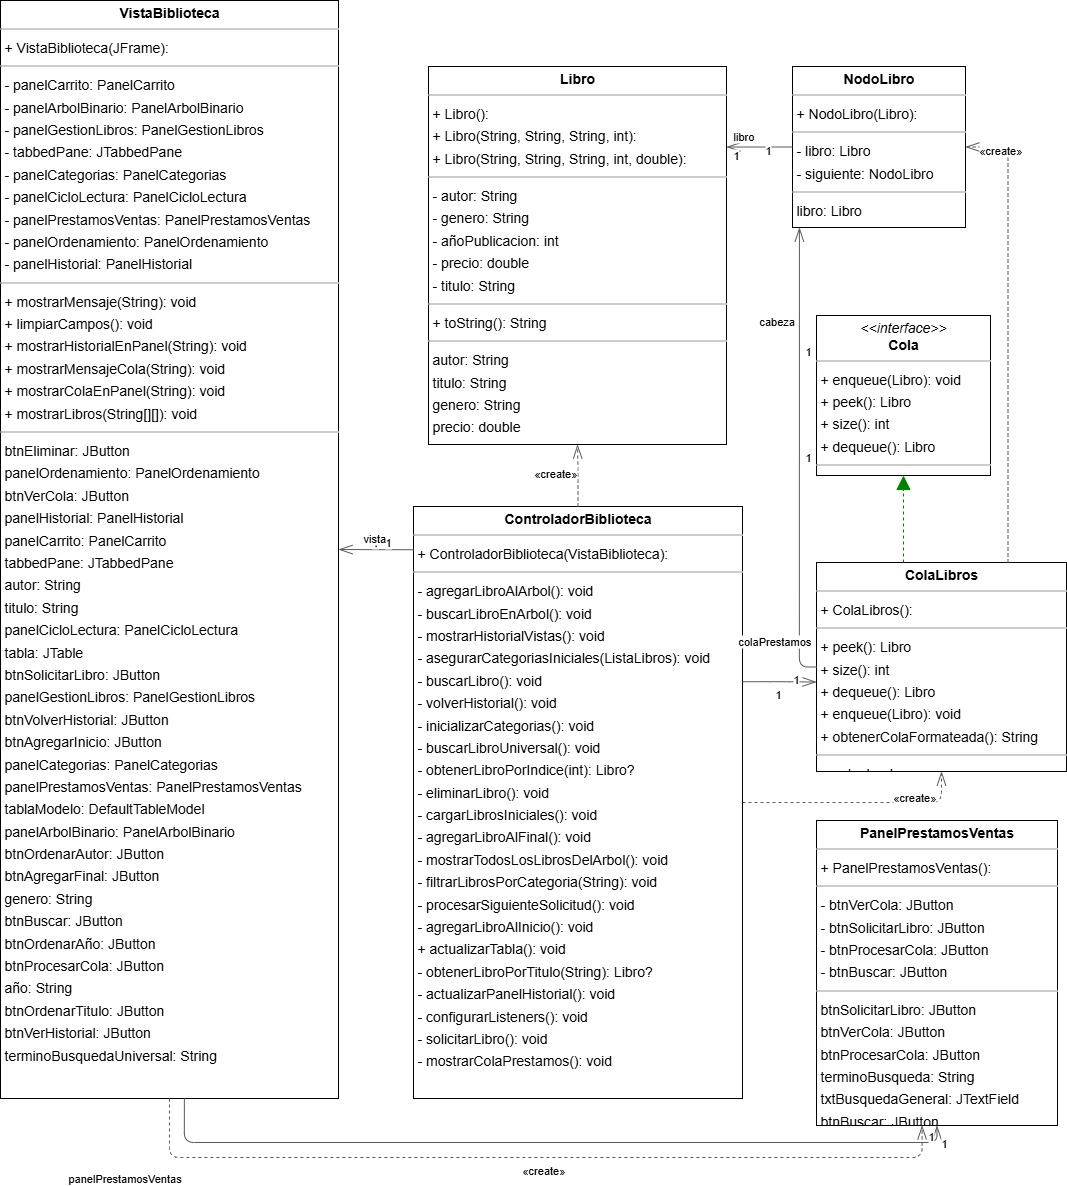 VistaBiblioteca
+ VistaBiblioteca(JFrame):
- panelCarrito: PanelCarrito
- panelArbolBinario: PanelArbolBinario
- panelGestionLibros: PanelGestionLibros
- tabbedPane: JTabbedPane
- panelCategorias: PanelCategorias
- panelCicloLectura: PanelCicloLectura
- panelPrestamosVentas: PanelPrestamosVentas
- panelOrdenamiento: PanelOrdenamiento
- panelHistorial: PanelHistorial
+ mostrarMensaje(String): void
+ limpiarCampos(): void
+ mostrarHistorialEnPanel(String): void
+ mostrarMensajeCola(String): void
+ mostrarColaEnPanel(String): void
+ mostrarLibros(String[][]): void
btnEliminar: JButton
panelOrdenamiento: PanelOrdenamiento
btnVerCola: JButton
panelHistorial: PanelHistorial
panelCarrito: PanelCarrito
tabbedPane: JTabbedPane
autor: String
titulo: String
panelCicloLectura: PanelCicloLectura
tabla: JTable
btnSolicitarLibro: JButton
panelGestionLibros: PanelGestionLibros
btnVolverHistorial: JButton
btnAgregarInicio: JButton
panelCategorias: PanelCategorias
panelPrestamosVentas: PanelPrestamosVentas
tablaModelo: DefaultTableModel
panelArbolBinario: PanelArbolBinario
btnOrdenarAutor: JButton
btnAgregarFinal: JButton
genero: String
btnBuscar: JButton
btnOrdenarAño: JButton
btnProcesarCola: JButton
año: String
btnOrdenarTitulo: JButton
btnVerHistorial: JButton
terminoBusquedaUniversal: String
Libro
+ Libro():
+ Libro(String, String, String, int):
+ Libro(String, String, String, int, double):
- autor: String
- genero: String
- añoPublicacion: int
- precio: double
- titulo: String
+ toString(): String
autor: String
titulo: String
genero: String
precio: double
libro
1
1
NodoLibro
+ NodoLibro(Libro):
- libro: Libro
- siguiente: NodoLibro
libro: Libro
«create»
cabeza
1
1
<<interface>>
Cola
+ enqueue(Libro): void
+ peek(): Libro
+ size(): int
+ dequeue(): Libro
«create»
vista
1
ControladorBiblioteca
+ ControladorBiblioteca(VistaBiblioteca):
- agregarLibroAlArbol(): void
- buscarLibroEnArbol(): void
- mostrarHistorialVistas(): void
- asegurarCategoriasIniciales(ListaLibros): void
- buscarLibro(): void
- volverHistorial(): void
- inicializarCategorias(): void
- buscarLibroUniversal(): void
- obtenerLibroPorIndice(int): Libro?
- eliminarLibro(): void
- cargarLibrosIniciales(): void
- agregarLibroAlFinal(): void
- mostrarTodosLosLibrosDelArbol(): void
- filtrarLibrosPorCategoria(String): void
- procesarSiguienteSolicitud(): void
- agregarLibroAlInicio(): void
+ actualizarTabla(): void
- obtenerLibroPorTitulo(String): Libro?
- actualizarPanelHistorial(): void
- configurarListeners(): void
- solicitarLibro(): void
- mostrarColaPrestamos(): void
colaPrestamos
1
1
ColaLibros
+ ColaLibros():
+ peek(): Libro
+ size(): int
+ dequeue(): Libro
+ enqueue(Libro): void
+ obtenerColaFormateada(): String
«create»
PanelPrestamosVentas
+ PanelPrestamosVentas():
- btnVerCola: JButton
- btnSolicitarLibro: JButton
- btnProcesarCola: JButton
- btnBuscar: JButton
btnSolicitarLibro: JButton
btnVerCola: JButton
btnProcesarCola: JButton
terminoBusqueda: String
txtBusquedaGeneral: JTextField
btnBuscar: JButton
1
1
«create»
panelPrestamosVentas